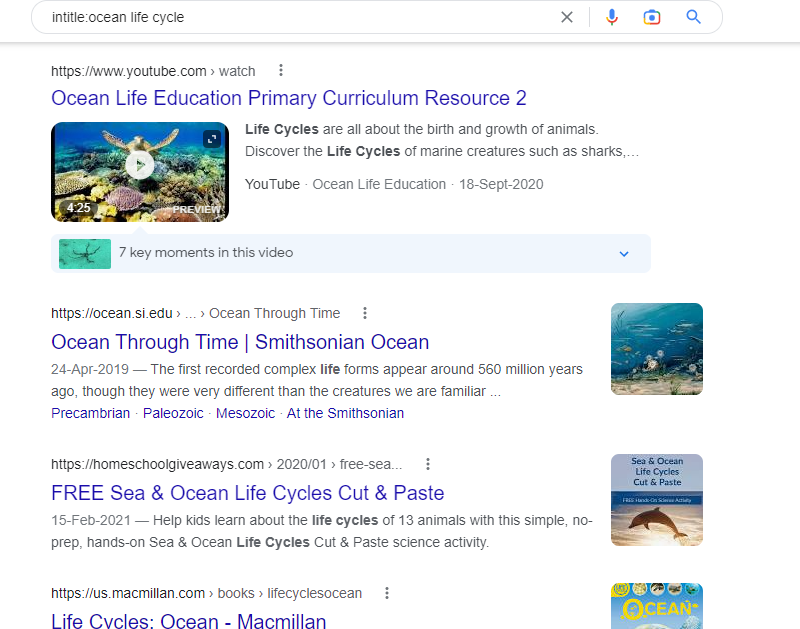 intitle:ocean life cycle
https://www.youtube.com › watch
Ocean Life Education Primary Curriculum Resource 2
4:25
PREVIEW
Life Cycles are all about the birth and growth of animals.
Discover the Life Cycles of marine creatures such as sharks,…
YouTube · Ocean Life Education · 18-Sept-2020
7 key moments in this video
https://ocean.si.edu › ... › Ocean Through Time
Ocean Through Time | Smithsonian Ocean
24-Apr-2019 — The first recorded complex life forms appear around 560 million years
ago, though they were very different than the creatures we are familiar ...
Precambrian · Paleozoic · Mesozoic · At the Smithsonian
https://homeschoolgiveaways.com › 2020/01 › free-sea...
FREE Sea & Ocean Life Cycles Cut & Paste
15-Feb-2021 — Help kids learn about the life cycles of 13 animals with this simple, no-
prep, hands-on Sea & Ocean Life Cycles Cut & Paste science activity.
Sea & Ocean
Life Cycles
Cut & Paste
FREE Hands-On Science Activity
https://us.macmillan.com › books › lifecyclesocean
Life Cycles: Ocean - Macmillan
OCEAN